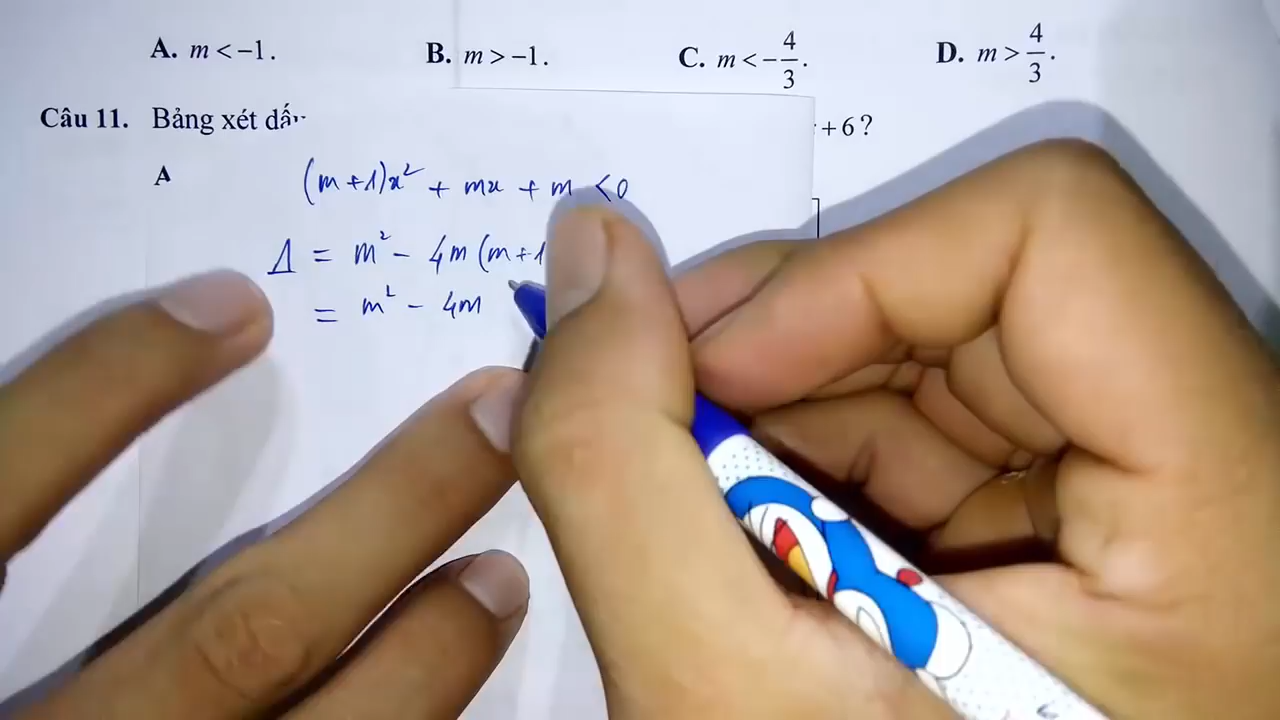 A. m < −1. B. m > −1. C. m < −4/3. D. m > 4/3.
Câu 11. Bảng xét +6?
A
(m+1)x² + mx + m <0
Δ = m² − 4m (m+1
= m² − 4m